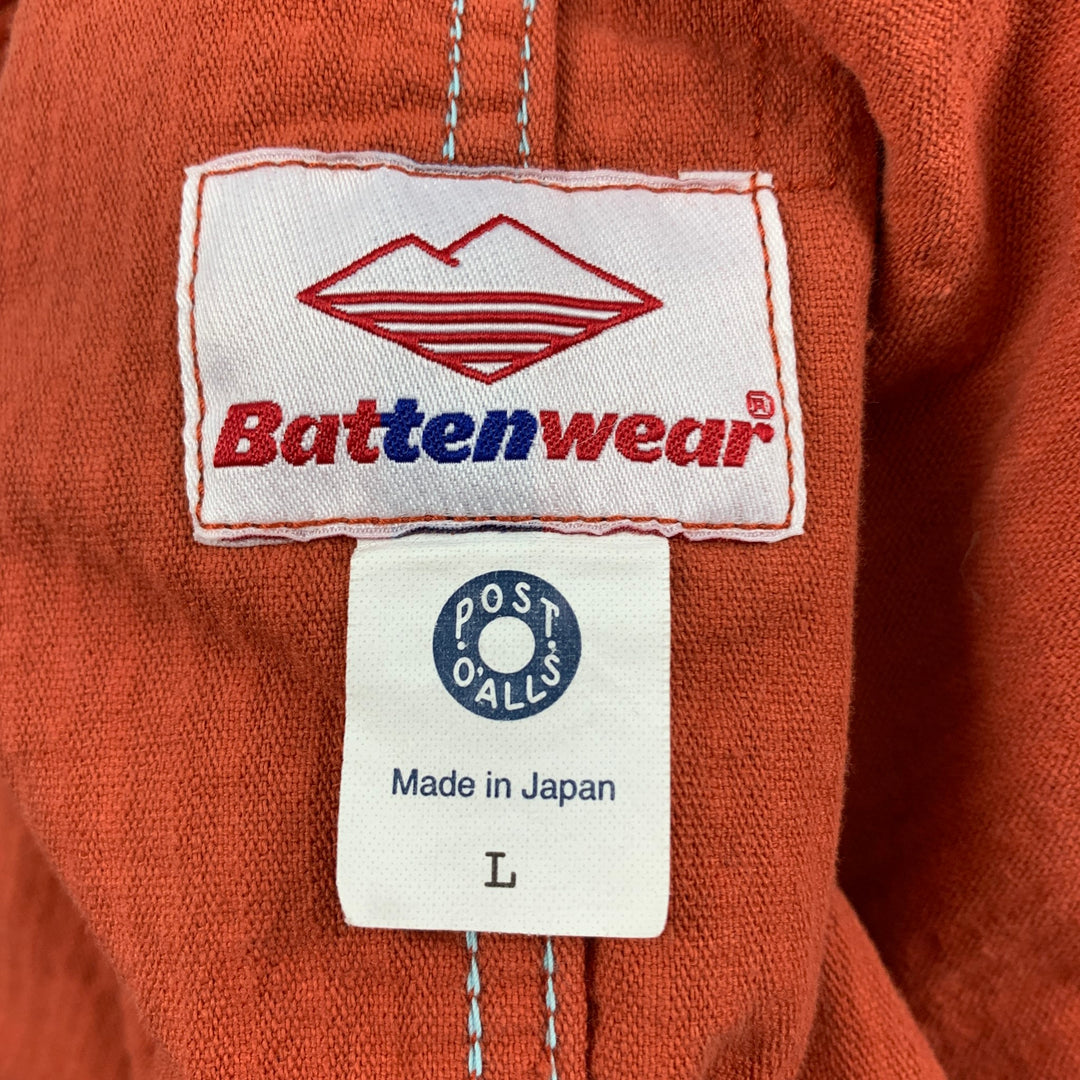 Battenwear®
POST
O'ALLS
Made in Japan
L